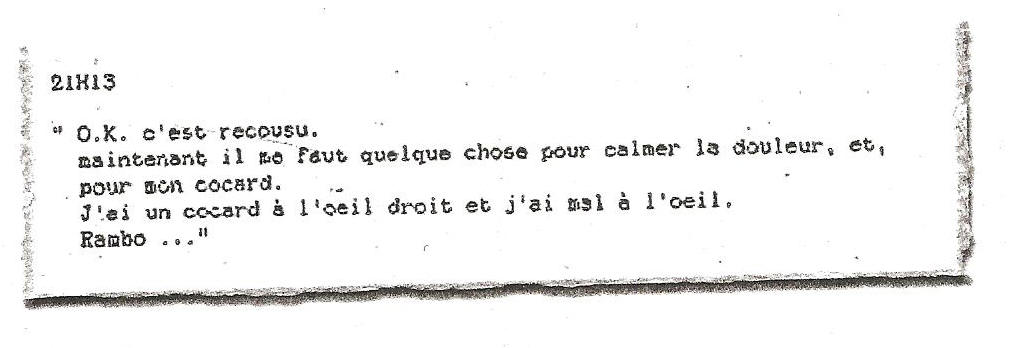 21H13
" O.K. c'est recousu.
maintenant il me faut quelque chose pour calmer la douleur, et,
pour mon cocard.
J'ai un cocard à l'oeil droit et j'ai mal à l'oeil.
Rambo ..."